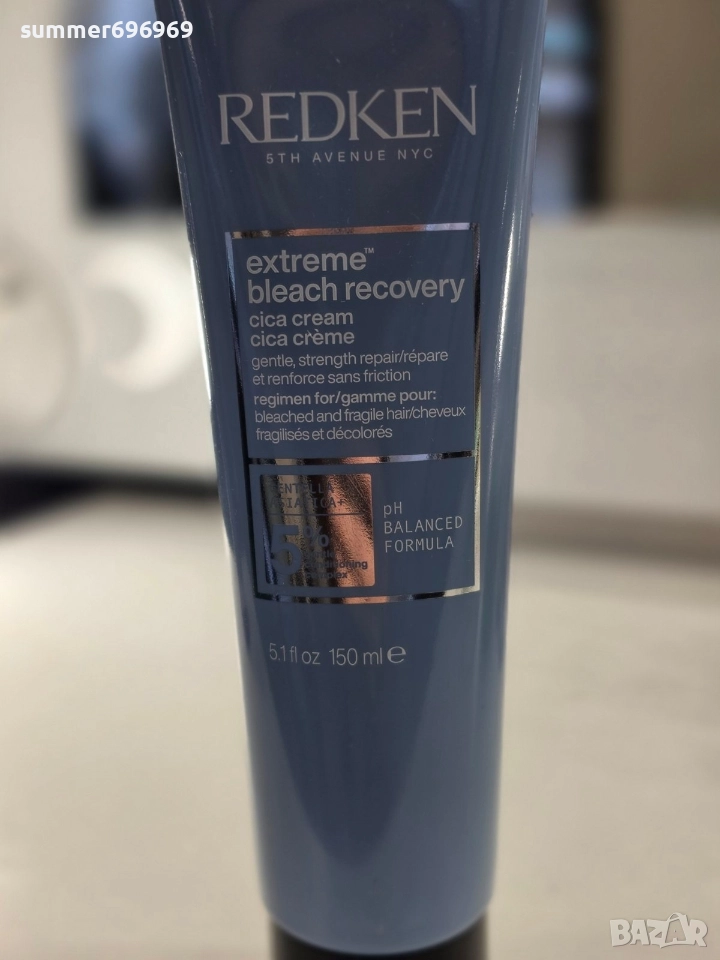 summer696969
REDKEN
5TH AVENUE NYC
extreme™
bleach recovery
cica cream
cica crème
gentle, strength repair/répare
et renforce sans friction
regimen for/gamme pour:
bleached and fragile hair/cheveux
fragilisés et décolorés
5%
pH
BALANCED
FORMULA
5.1 fl oz 150 ml e
BAZAR